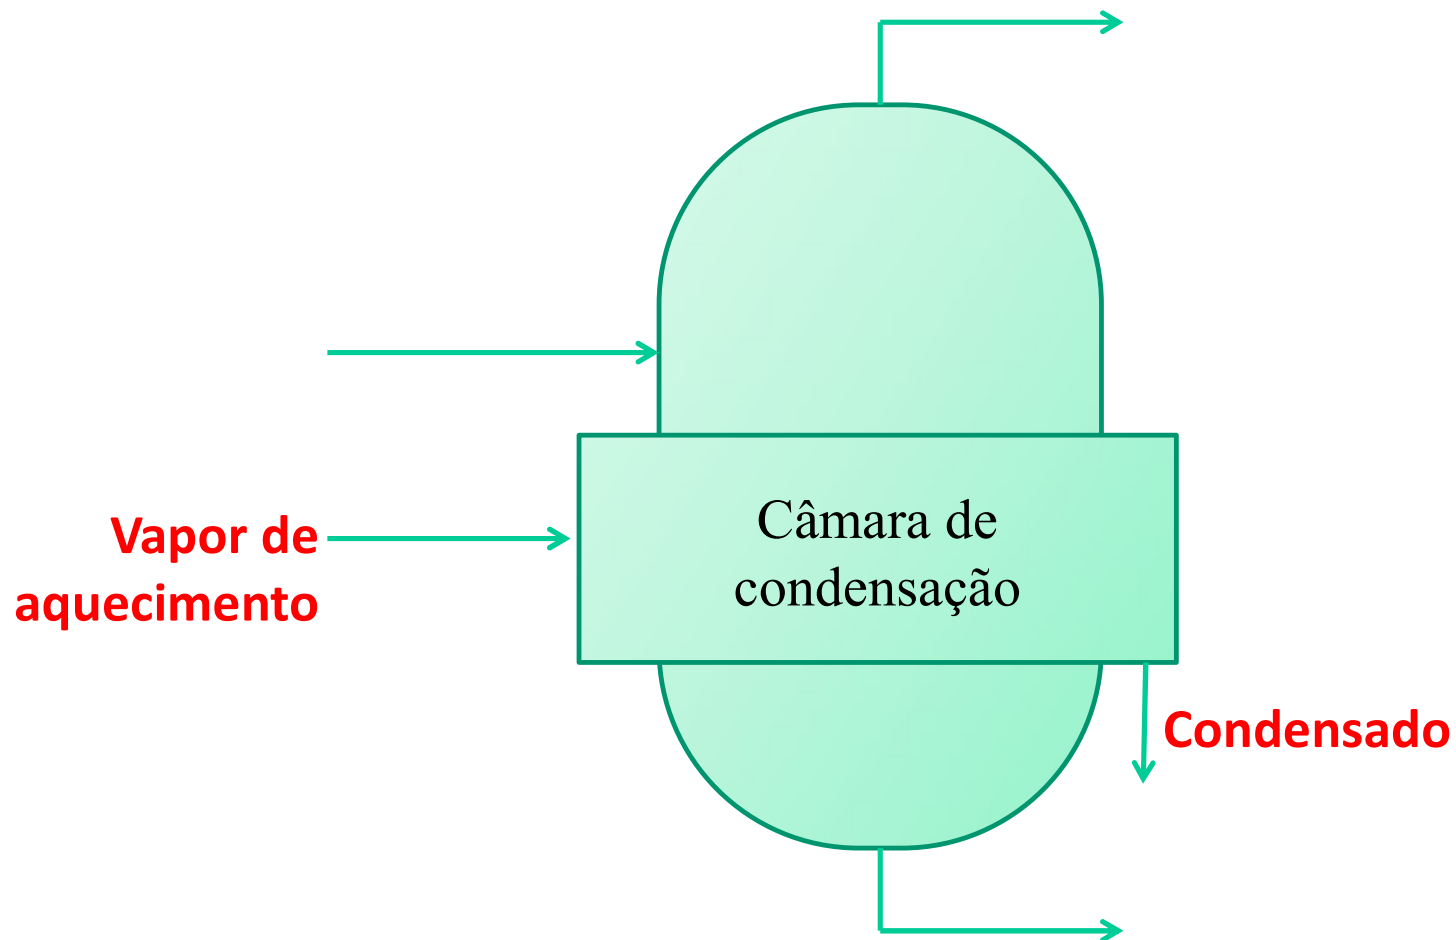 Câmara de
condensação
Vapor de
aquecimento
Condensado